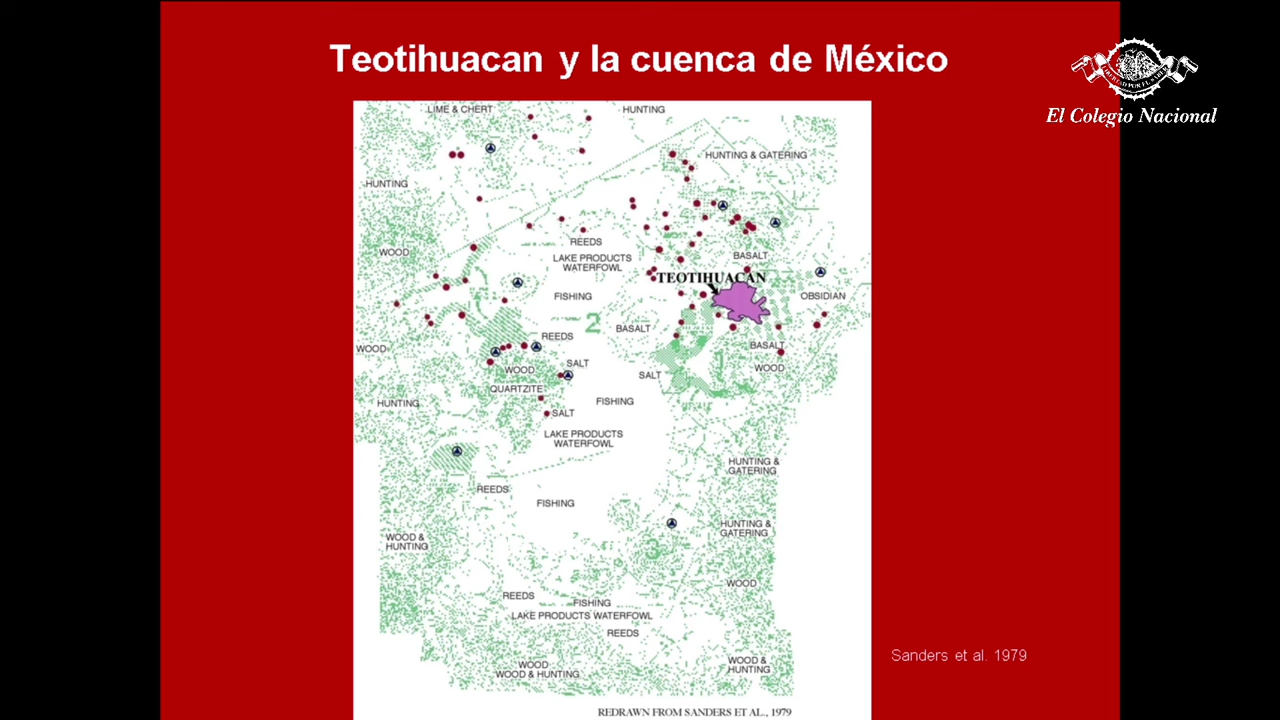 Teotihuacan y la cuenca de México
El Colegio Nacional
LIME & CHERT
HUNTING
HUNTING & GATERING
HUNTING
WOOD
REEDS
LAKE PRODUCTS
WATERFOWL
BASALT
TEOTIHUACAN
FISHING
OBSIDIAN
2
BASALT
REEDS
BASALT
WOOD
SALT
WOOD
WOOD
SALT
1
QUARTZITE
HUNTING
FISHING
SALT
LAKE PRODUCTS
WATERFOWL
HUNTING &
GATERING
REEDS
FISHING
HUNTING &
GATERING
WOOD &
HUNTING
3
WOOD
REEDS
FISHING
LAKE PRODUCTS WATERFOWL
REEDS
WOOD
WOOD & HUNTING
WOOD &
HUNTING
Sanders et al. 1979
REDRAWN FROM SANDERS ET AL., 1979